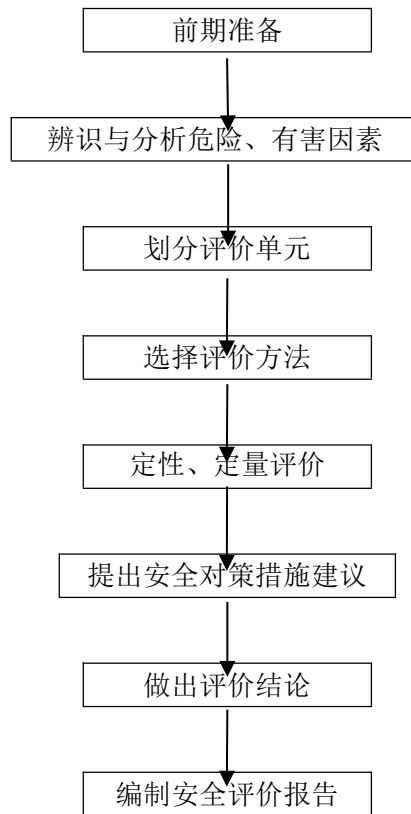 前期准备
辨识与分析危险、有害因素
划分评价单元
选择评价方法
定性、定量评价
提出安全对策措施建议
做出评价结论
编制安全评价报告